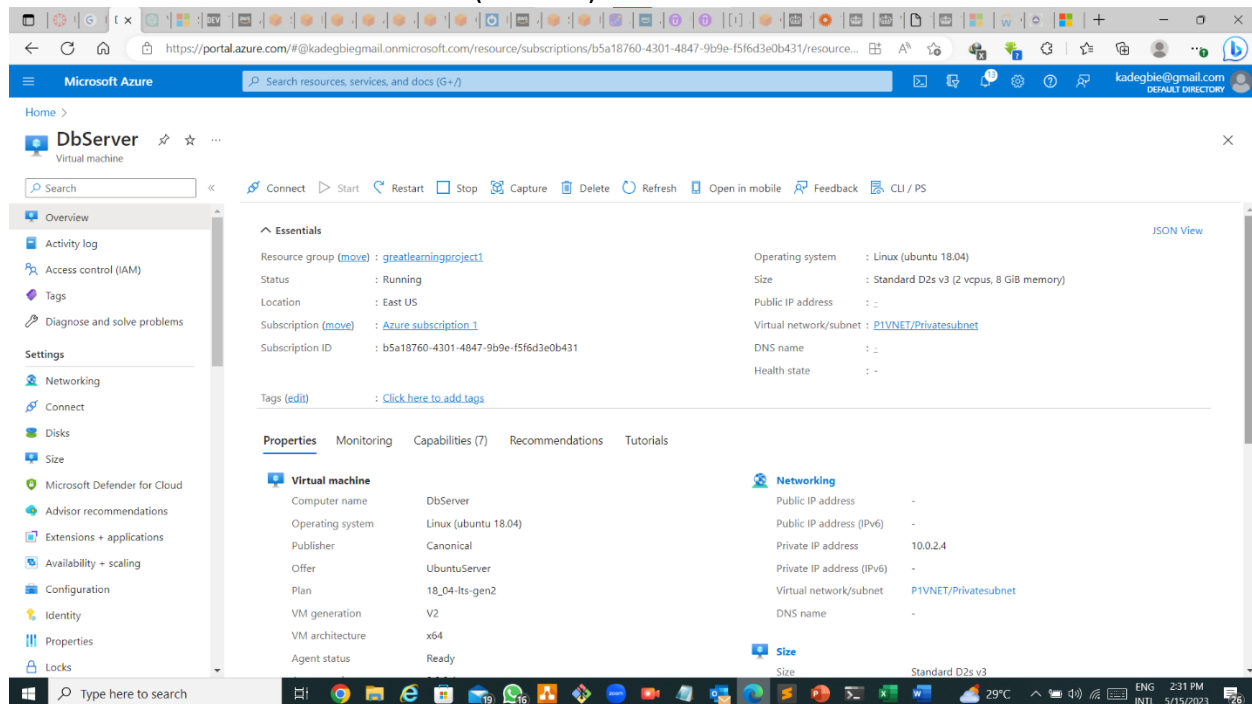 https://portal.azure.com/#@kadegbiegmail.onmicrosoft.com/resource/subscriptions/b5a18760-4301-4847-9b9e-f5f6d3e0b431/resource...
Microsoft Azure
Search resources, services, and docs (G+/)
kadegbie@gmail.com
DEFAULT DIRECTORY
Home >
DbServer
Virtual machine
Search
Connect Start Restart Stop Capture Delete Refresh Open in mobile Feedback CLI / PS
Overview
Activity log
Access control (IAM)
Tags
Diagnose and solve problems
Settings
Networking
Connect
Disks
Size
Microsoft Defender for Cloud
Advisor recommendations
Extensions + applications
Availability + scaling
Configuration
Identity
Properties
Locks
Essentials
JSON View
Resource group (move) : greatlearningproject1
Status : Running
Location : East US
Subscription (move) : Azure subscription 1
Subscription ID : b5a18760-4301-4847-9b9e-f5f6d3e0b431
Operating system : Linux (ubuntu 18.04)
Size : Standard D2s v3 (2 vcpus, 8 GiB memory)
Public IP address : -
Virtual network/subnet : P1VNET/Privatesubnet
DNS name : -
Health state : -
Tags (edit) : Click here to add tags
Properties Monitoring Capabilities (7) Recommendations Tutorials
Virtual machine
Computer name DbServer
Operating system Linux (ubuntu 18.04)
Publisher Canonical
Offer UbuntuServer
Plan 18_04-lts-gen2
VM generation V2
VM architecture x64
Agent status Ready
Networking
Public IP address -
Public IP address (IPv6) -
Private IP address 10.0.2.4
Private IP address (IPv6) -
Virtual network/subnet P1VNET/Privatesubnet
DNS name -
Size
Size Standard D2s v3
Type here to search
29°C
ENG
INTL
2:31 PM
5/15/2023